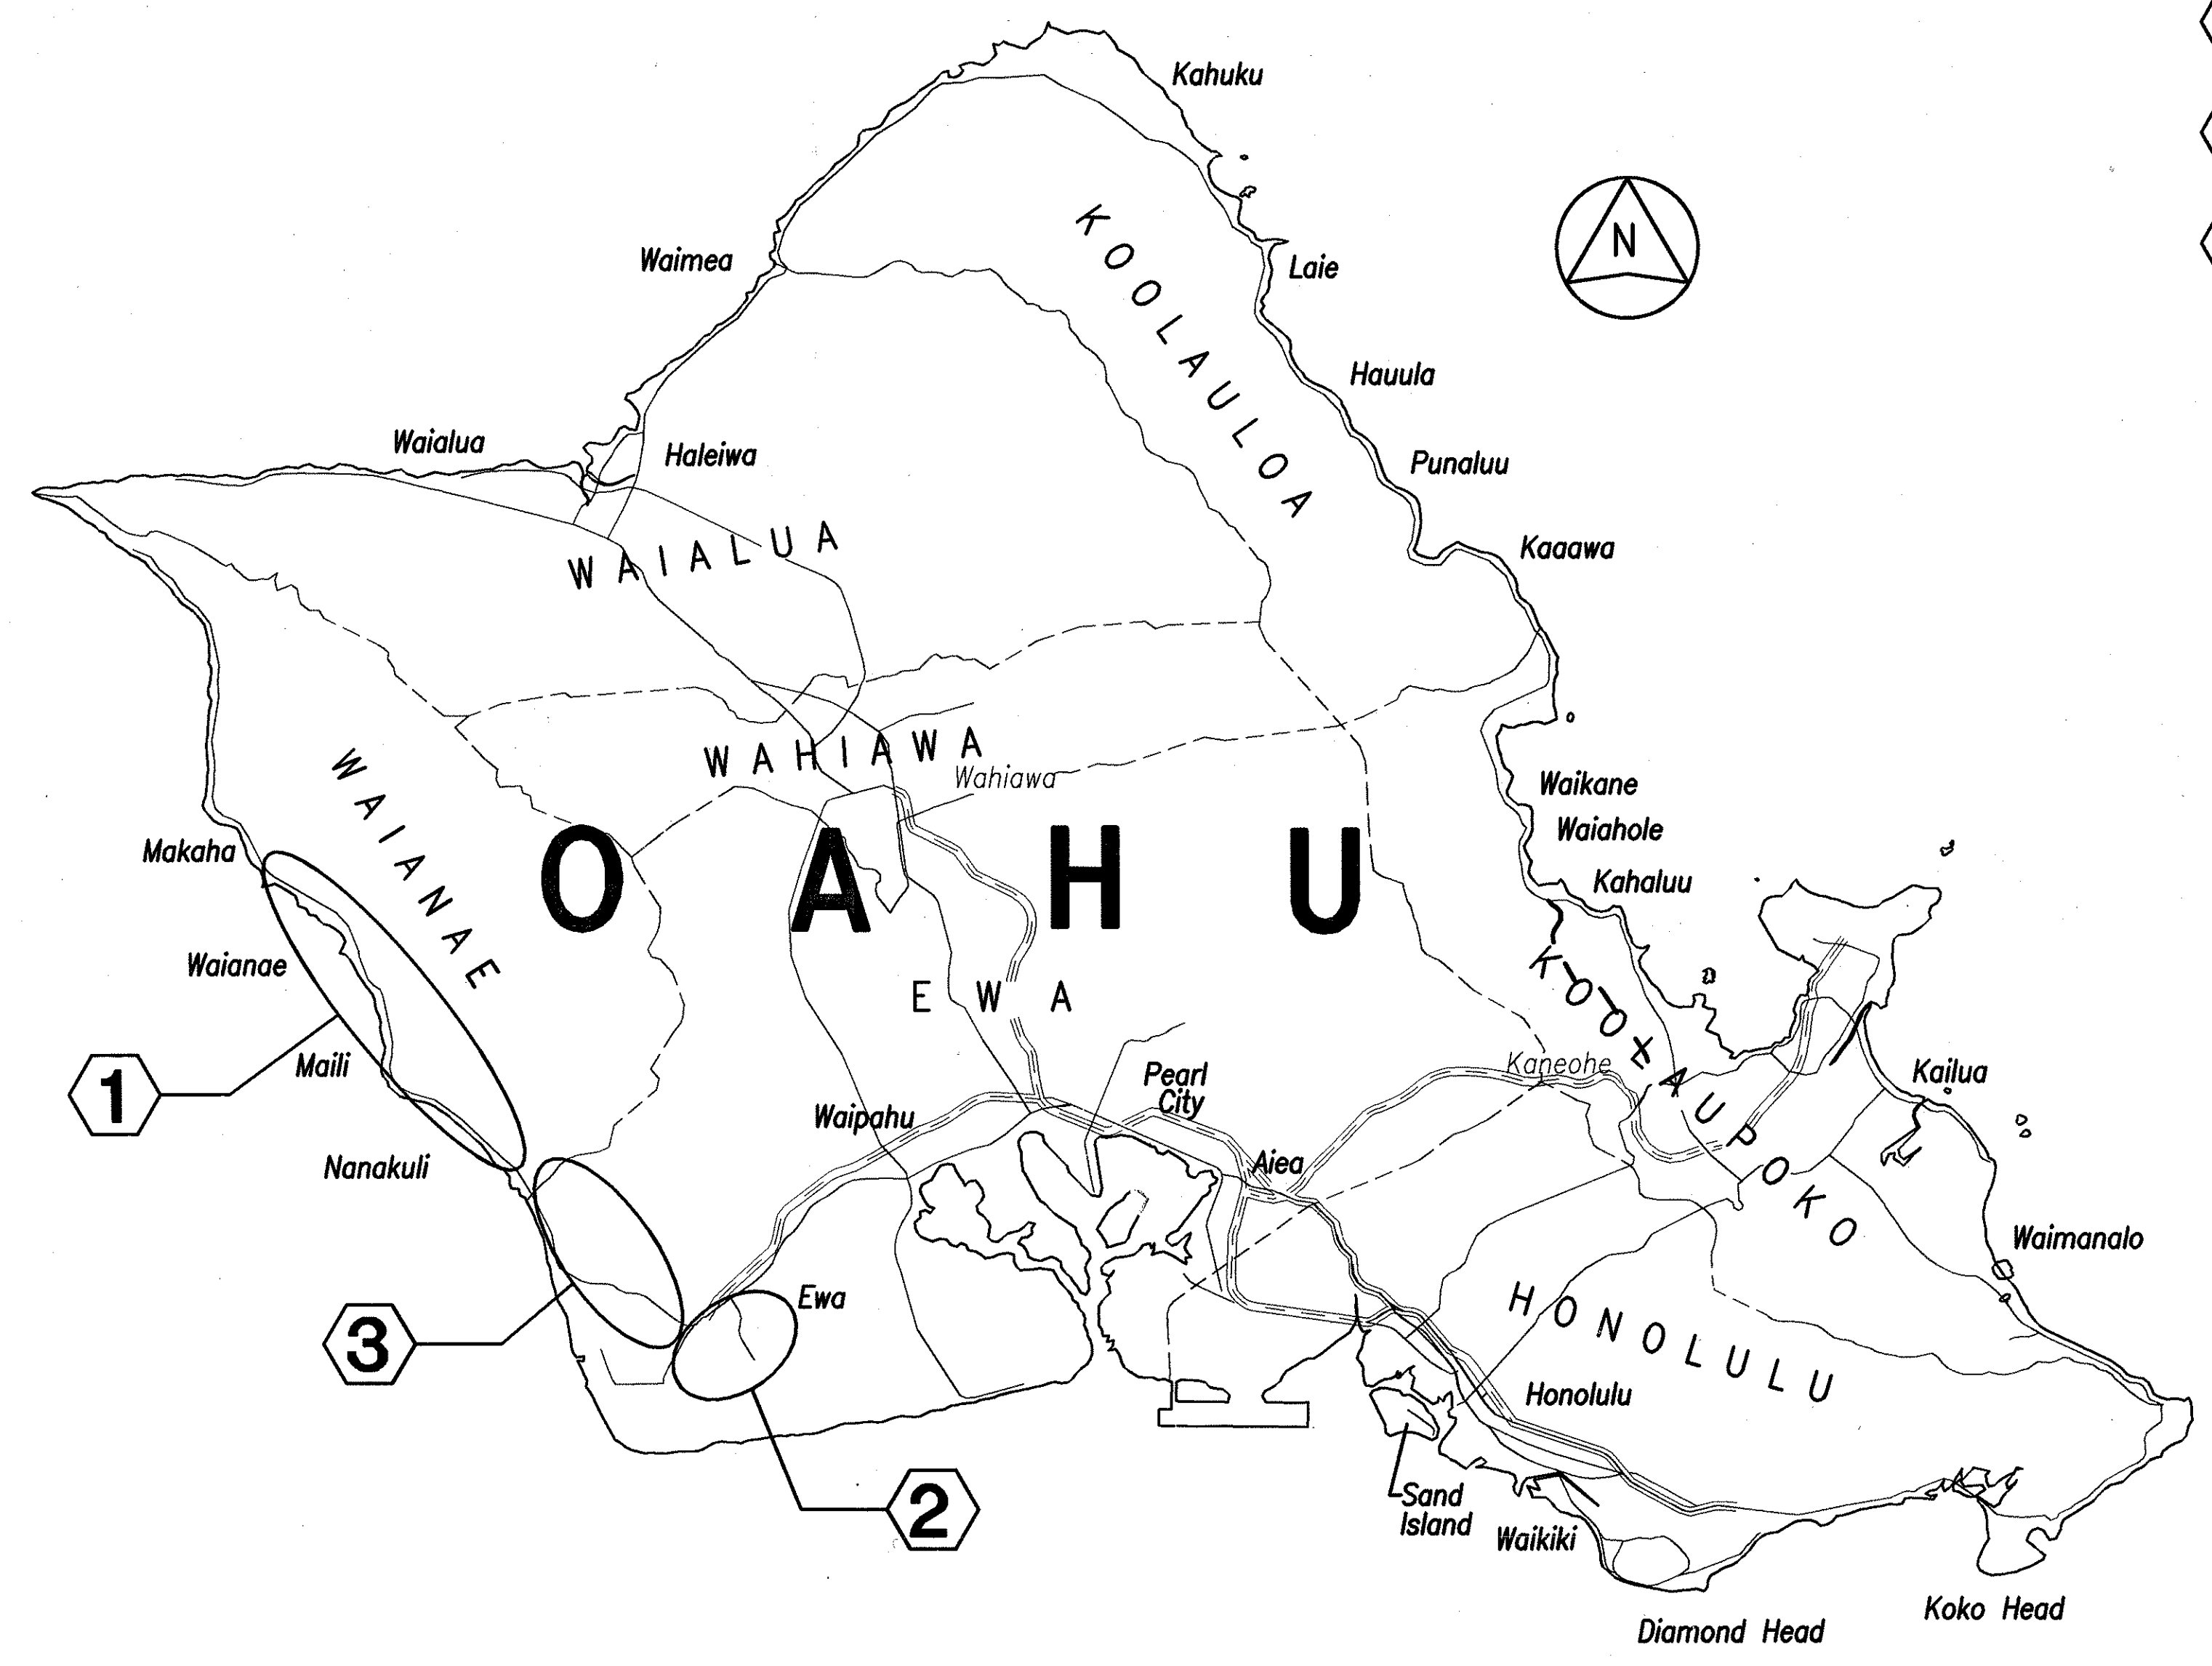 Kahuku
N
Waimea
Laie
KOOLAULOA
Hauula
Waialua
Haleiwa
Punaluu
WAIALUA
Kaaawa
WAHIAWA
Wahiawa
Waikane
Waiahole
Makaha
WAIANAE
OAHU
Kahaluu
Waianae
EWA
KOOLAUPOKO
Maili
1
Pearl
City
Kaneohe
Kailua
Waipahu
Nanakuli
Aiea
Waimanalo
Ewa
HONOLULU
3
Honolulu
2
Sand
Island
Waikiki
Koko Head
Diamond Head